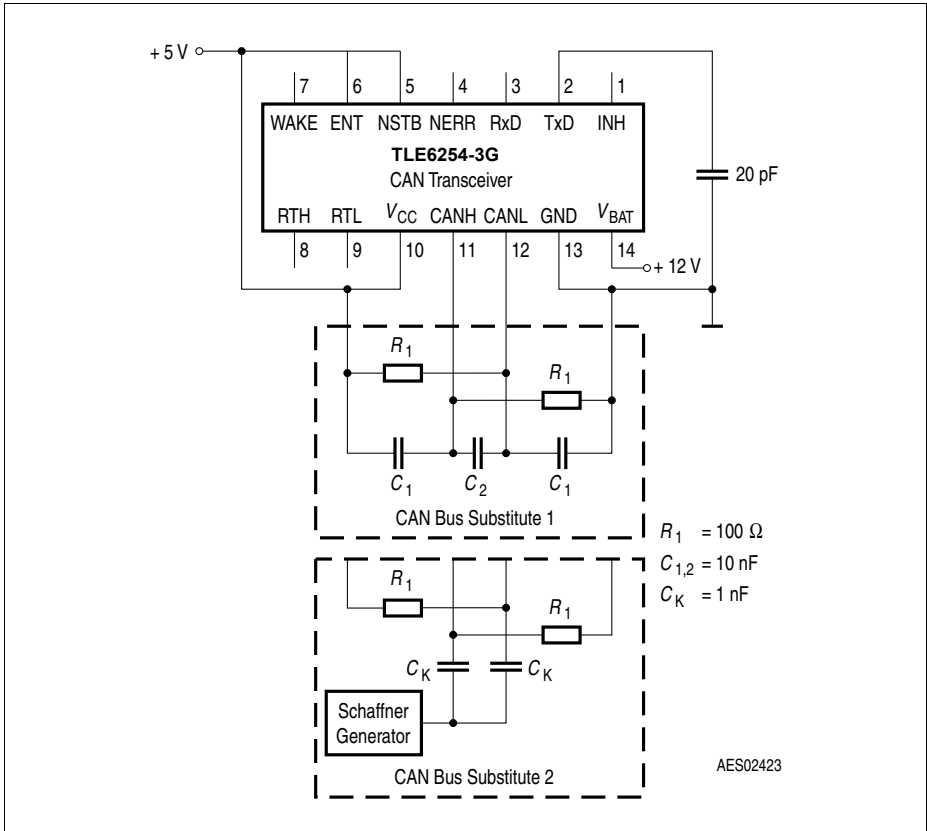 + 5 V
7 6 5 4 3 2 1
WAKE ENT NSTB NERR RxD TxD INH
TLE6254-3G
CAN Transceiver
20 pF
RTH RTL VCC CANH CANL GND VBAT
8 9 10 11 12 13 14
+ 12 V
R1
R1
C1 C2 C1
CAN Bus Substitute 1
R1 = 100 Ω
C1,2 = 10 nF
CK = 1 nF
R1
R1
CK CK
Schaffner
Generator
CAN Bus Substitute 2
AES02423